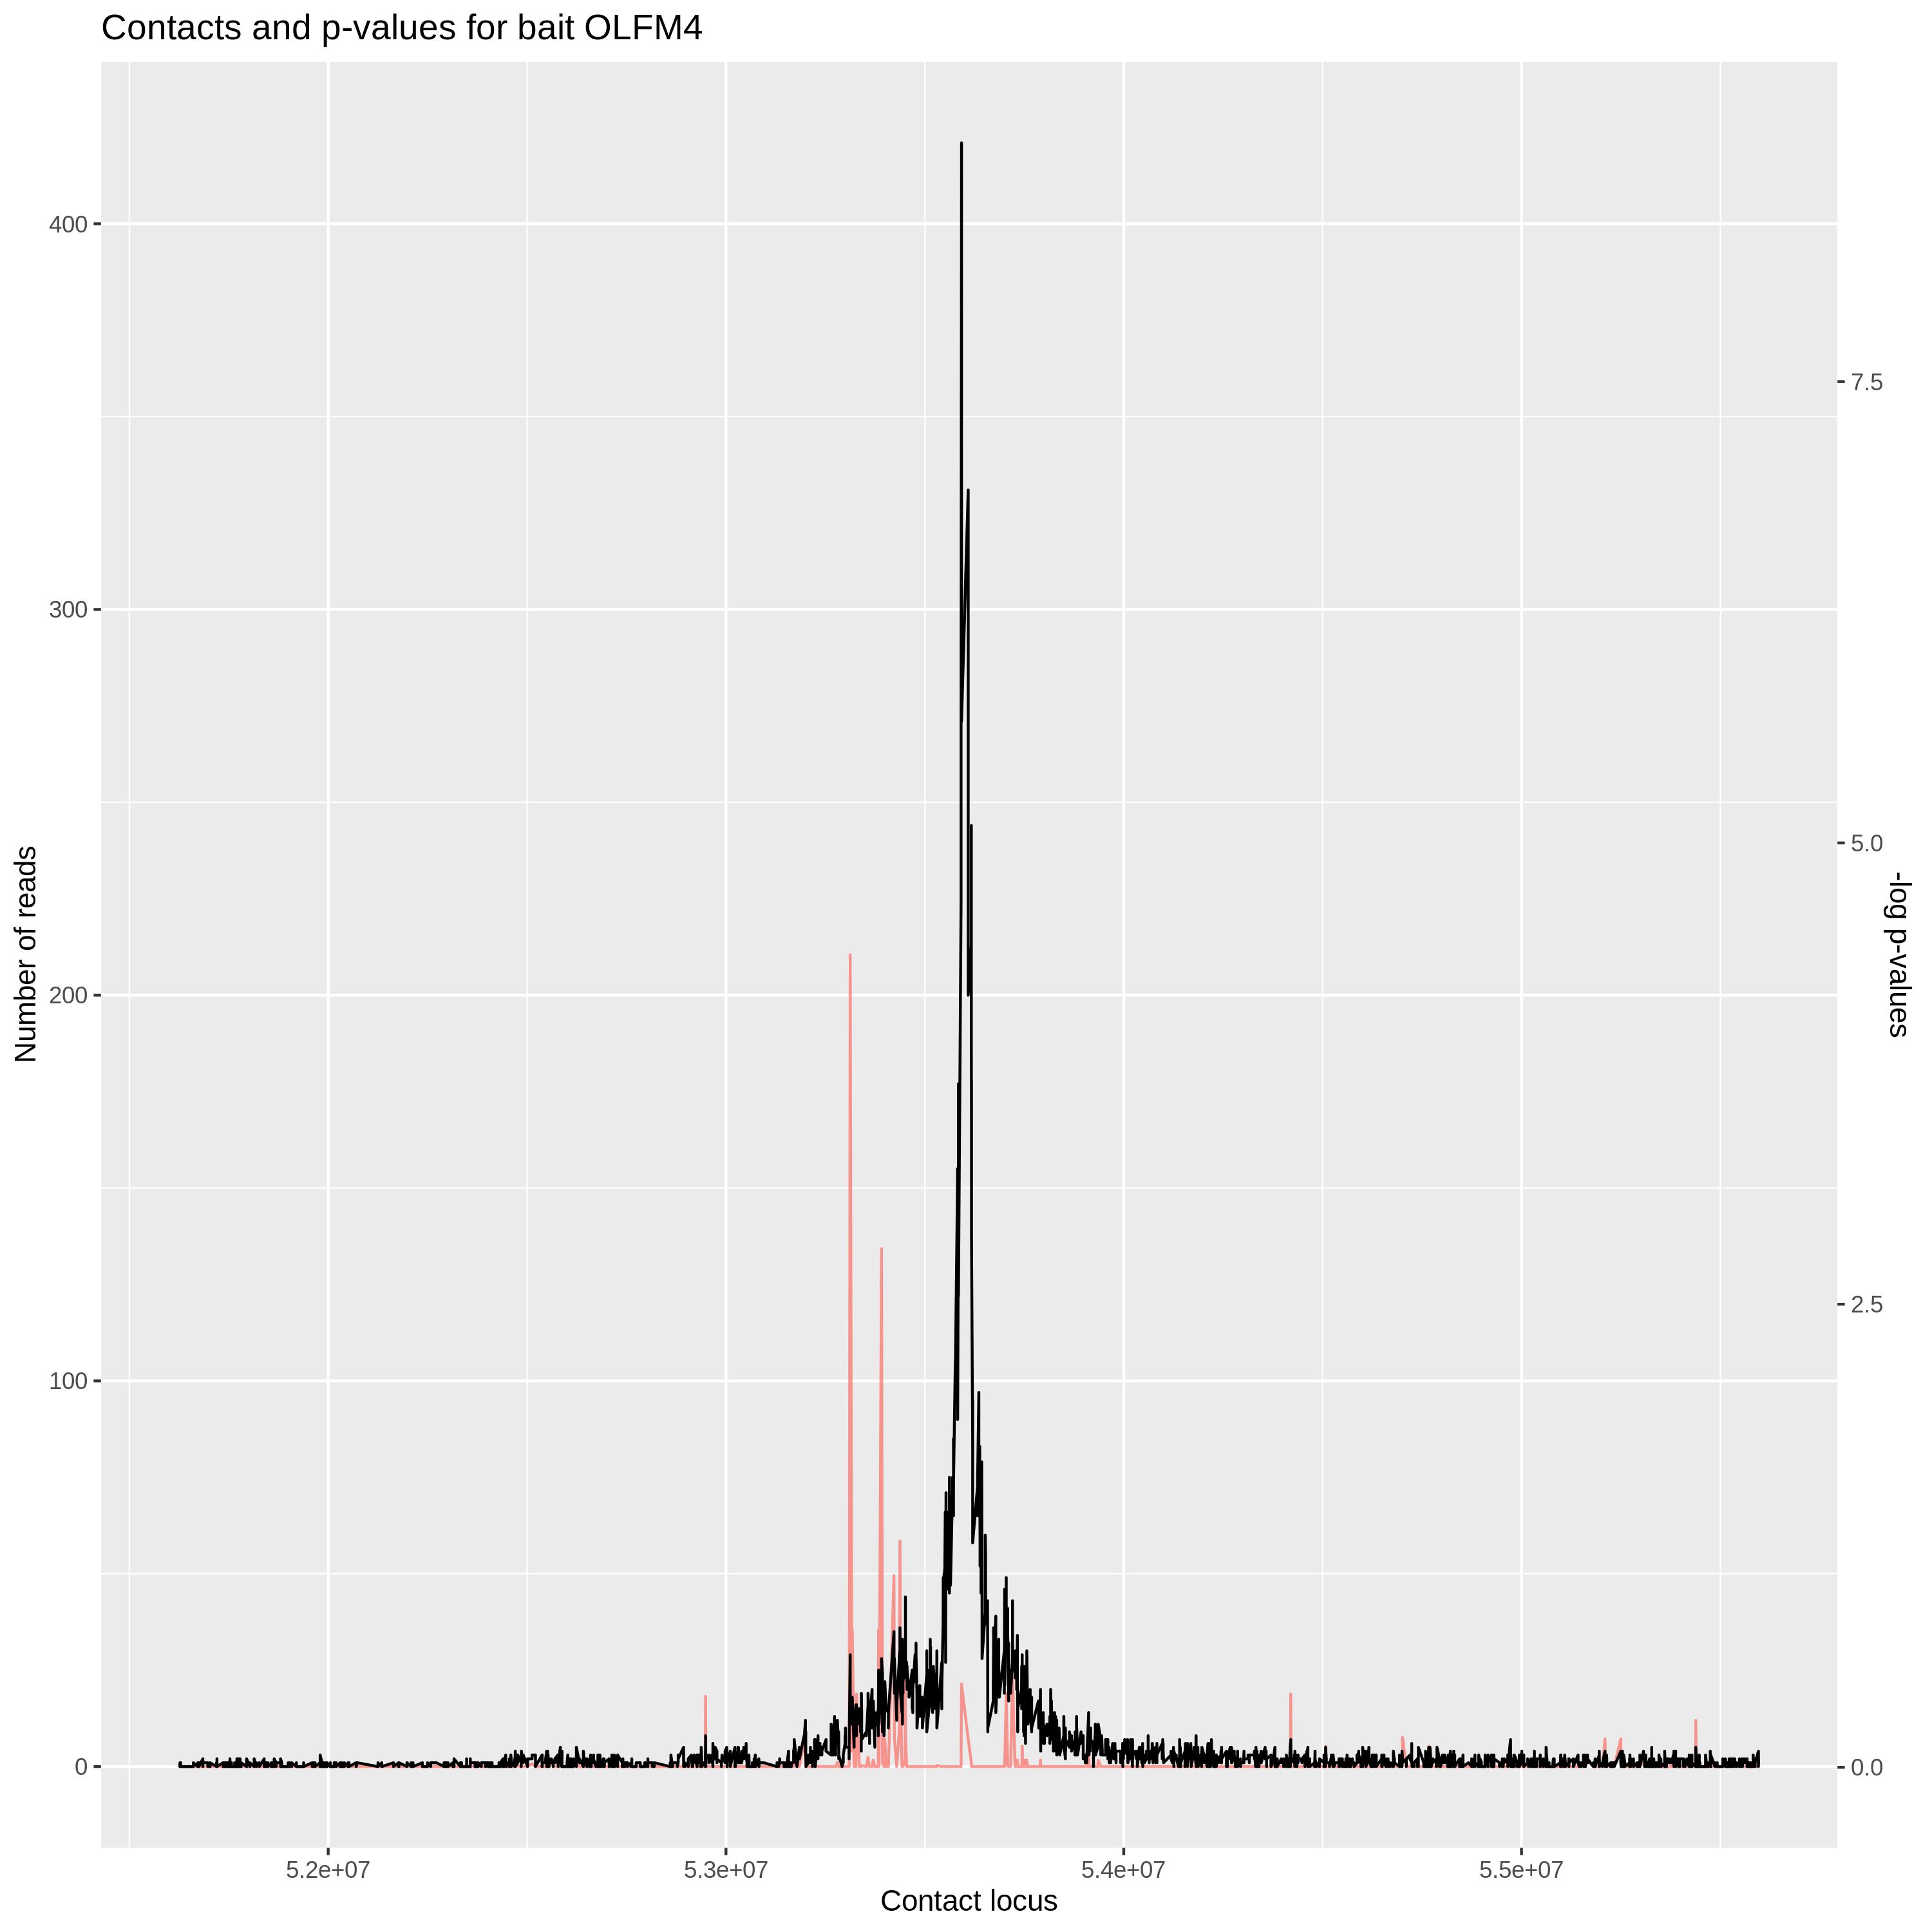 Contacts and p-values for bait OLFM4
400
300
200
100
0
Number of reads
7.5
5.0
2.5
0.0
-log p-values
5.2e+07
5.3e+07
5.4e+07
5.5e+07
Contact locus